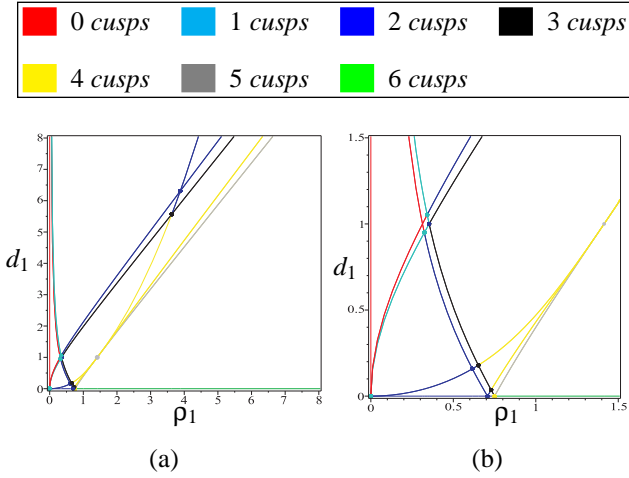 0 cusps 1 cusps 2 cusps 3 cusps
4 cusps 5 cusps 6 cusps
8
7
6
5
d1
4
3
2
1
0
0 1 2 3 4 5 6 7 8
ρ1
(a)
1.5
1
d1
0.5
0
0 0.5 1 1.5
ρ1
(b)